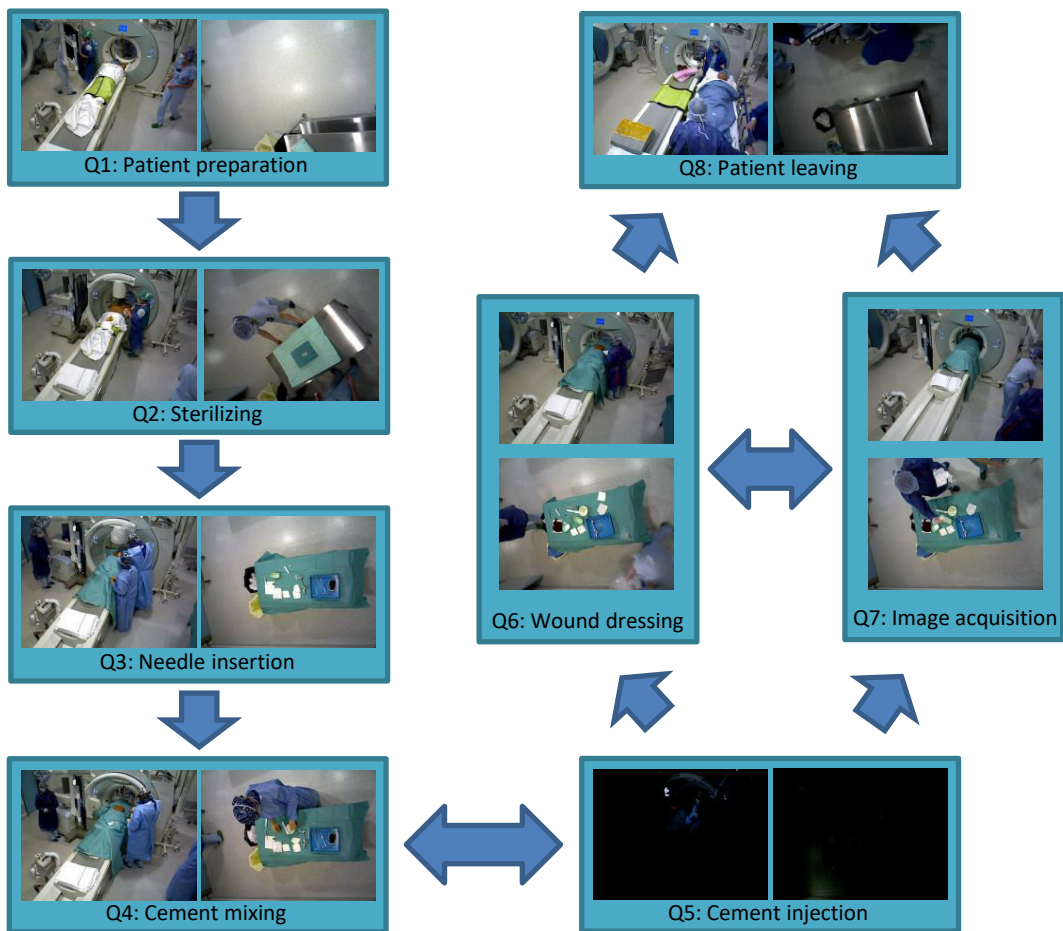 Q1: Patient preparation
Q2: Sterilizing
Q3: Needle insertion
Q4: Cement mixing
Q5: Cement injection
Q6: Wound dressing
Q7: Image acquisition
Q8: Patient leaving